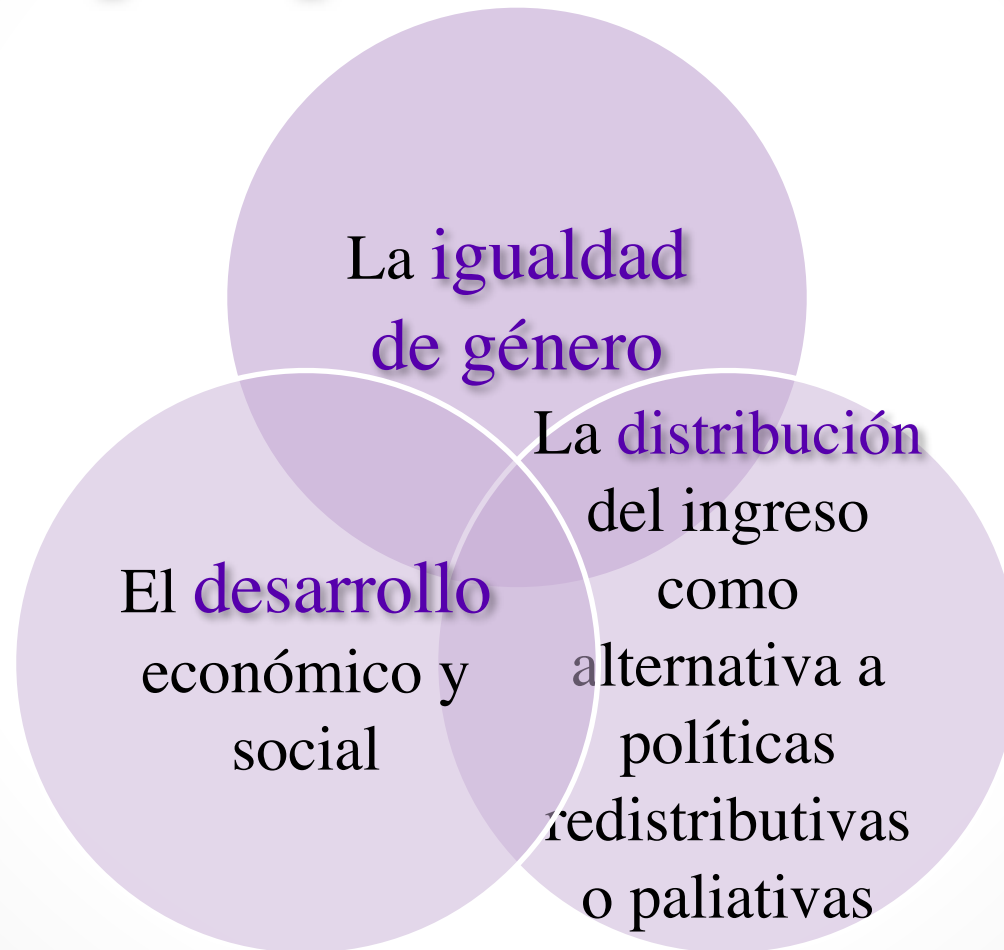 La igualdad
de género
La distribución
del ingreso
como
alternativa a
políticas
redistributivas
o paliativas
El desarrollo
económico y
social